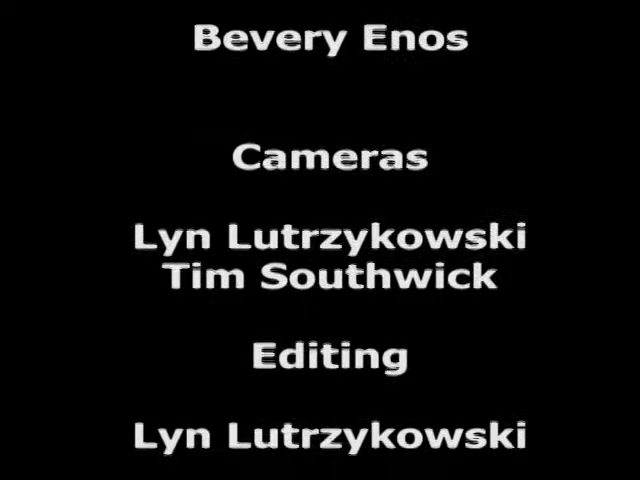 Bevery Enos
Cameras
Lyn Lutrzykowski
Tim Southwick
Editing
Lyn Lutrzykowski